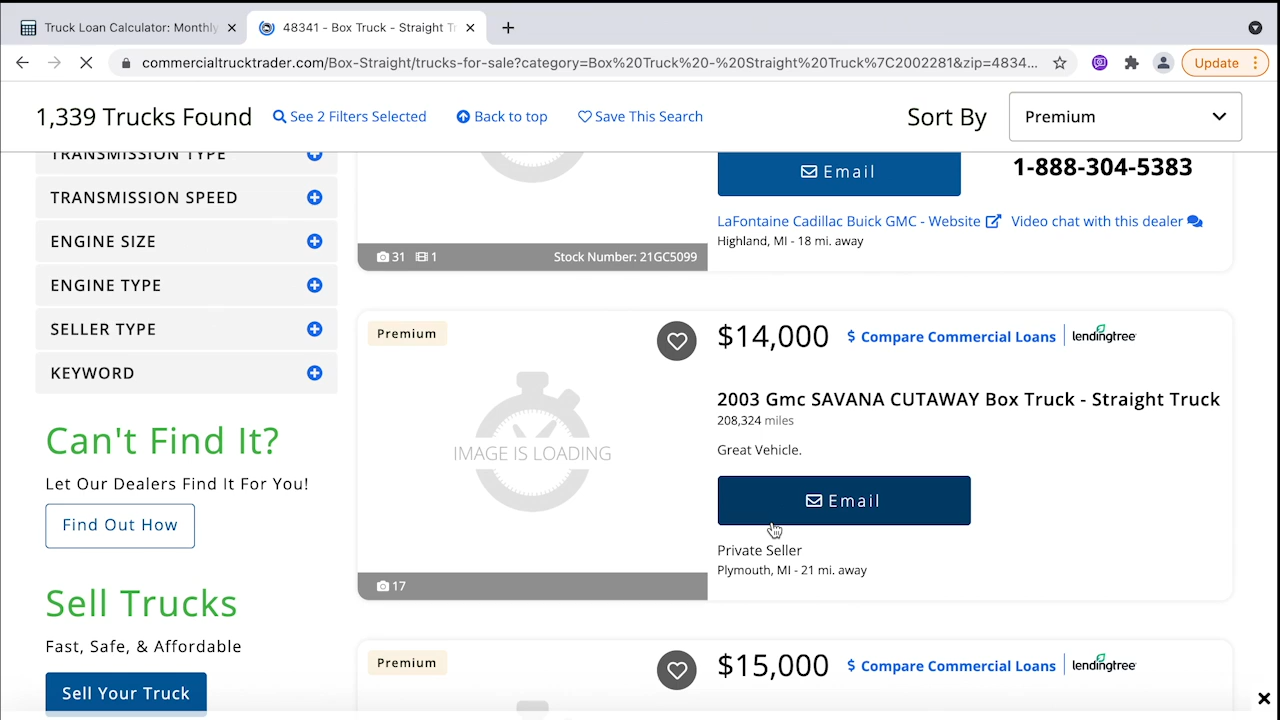 Truck Loan Calculator: Monthly
48341 - Box Truck - Straight Tr
commercialtrucktrader.com/Box-Straight/trucks-for-sale?category=Box%20Truck%20-%20Straight%20Truck%7C2002281&zip=4834...
Update
1,339 Trucks Found
See 2 Filters Selected
Back to top
Save This Search
Sort By
Premium
TRANSMISSION TYPE
TRANSMISSION SPEED
ENGINE SIZE
ENGINE TYPE
SELLER TYPE
KEYWORD
Can't Find It?
Let Our Dealers Find It For You!
Find Out How
Sell Trucks
Fast, Safe, & Affordable
Sell Your Truck
Email
1-888-304-5383
LaFontaine Cadillac Buick GMC - Website
Video chat with this dealer
Highland, MI - 18 mi. away
31 1 Stock Number: 21GC5099
Premium
IMAGE IS LOADING
17
$14,000
$ Compare Commercial Loans
lendingtree
2003 Gmc SAVANA CUTAWAY Box Truck - Straight Truck
208,324 miles
Great Vehicle.
Email
Private Seller
Plymouth, MI - 21 mi. away
Premium
$15,000
$ Compare Commercial Loans
lendingtree